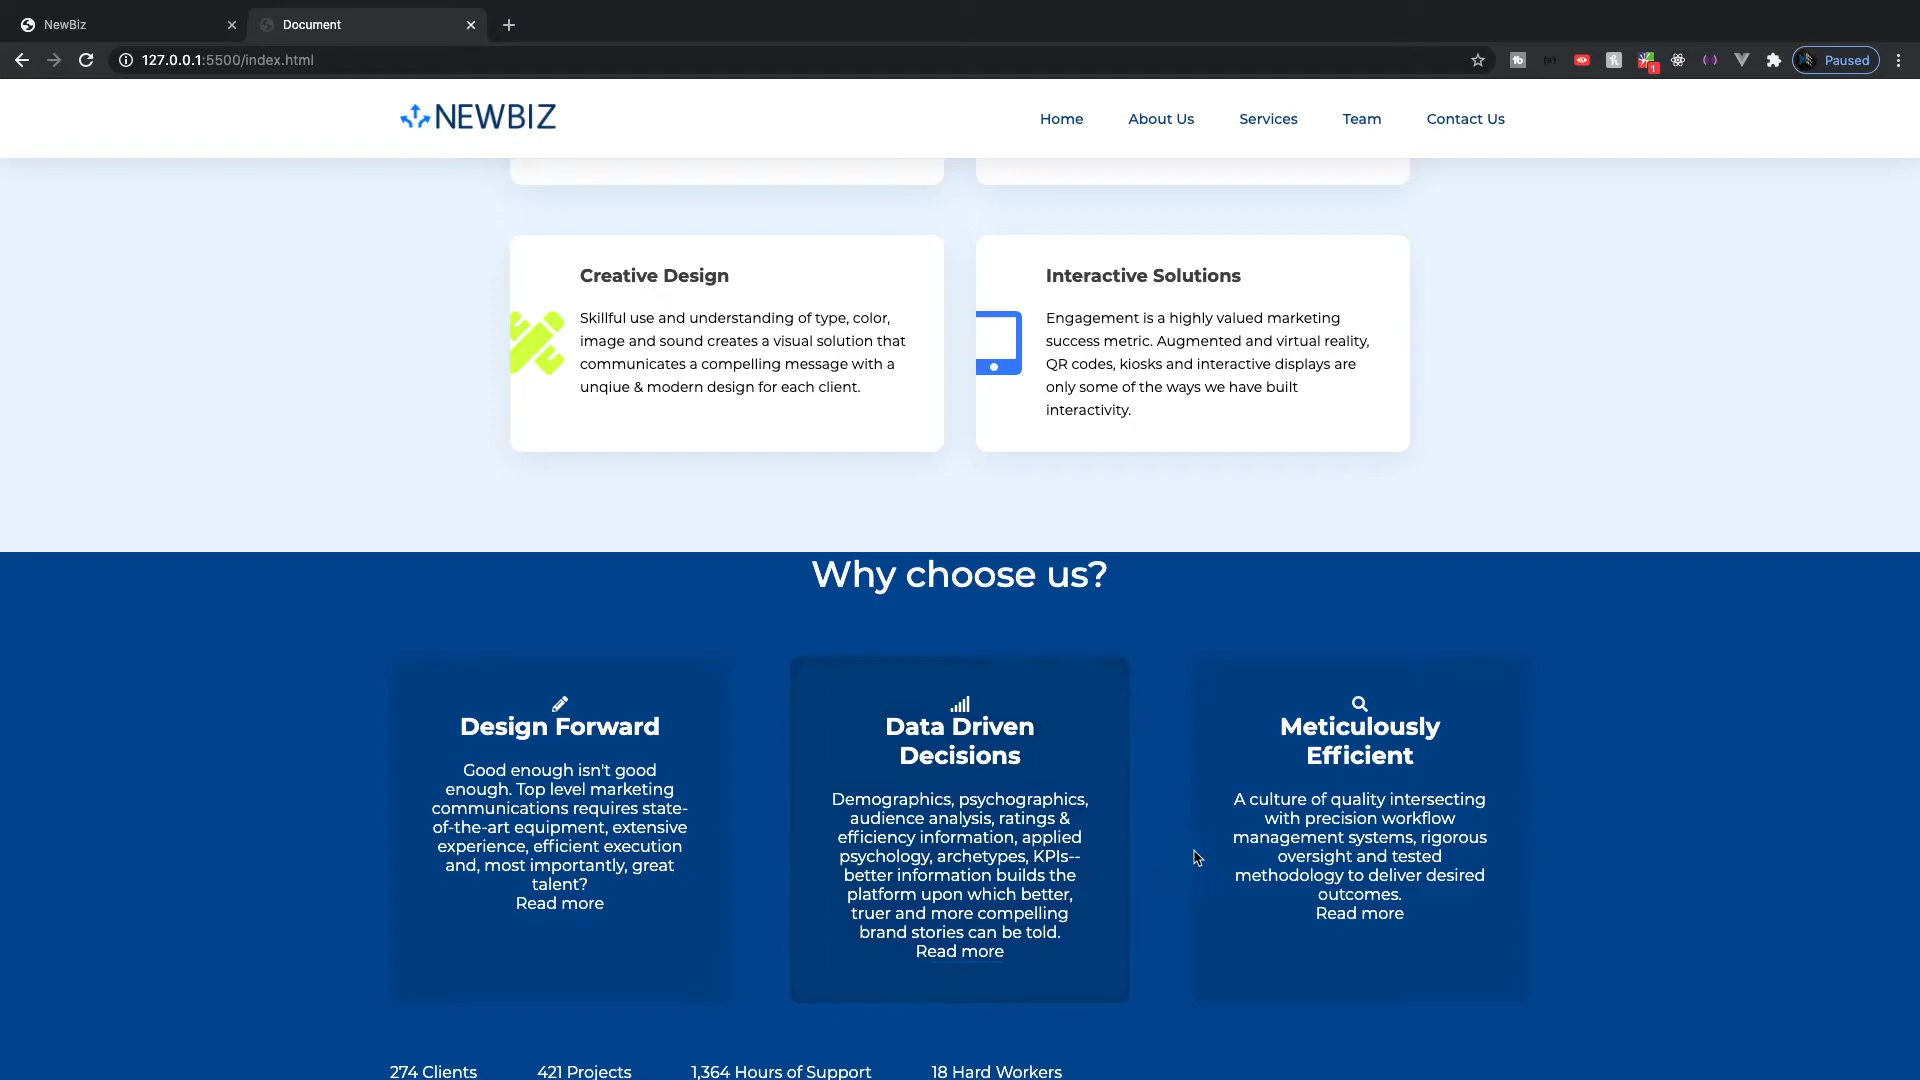 NewBiz
Document
127.0.0.1:5500/index.html
Paused
1
NEWBIZ
Home
About Us
Services
Team
Contact Us
Creative Design
Skillful use and understanding of type, color,
image and sound creates a visual solution that
communicates a compelling message with a
unqiue & modern design for each client.
Interactive Solutions
Engagement is a highly valued marketing
success metric. Augmented and virtual reality,
QR codes, kiosks and interactive displays are
only some of the ways we have built
interactivity.
Why choose us?
Design Forward
Good enough isn't good
enough. Top level marketing
communications requires state-
of-the-art equipment, extensive
experience, efficient execution
and, most importantly, great
talent?
Read more
Data Driven
Decisions
Demographics, psychographics,
audience analysis, ratings &
efficiency information, applied
psychology, archetypes, KPIs--
better information builds the
platform upon which better,
truer and more compelling
brand stories can be told.
Read more
Meticulously
Efficient
A culture of quality intersecting
with precision workflow
management systems, rigorous
oversight and tested
methodology to deliver desired
outcomes.
Read more
274 Clients
421 Projects
1,364 Hours of Support
18 Hard Workers